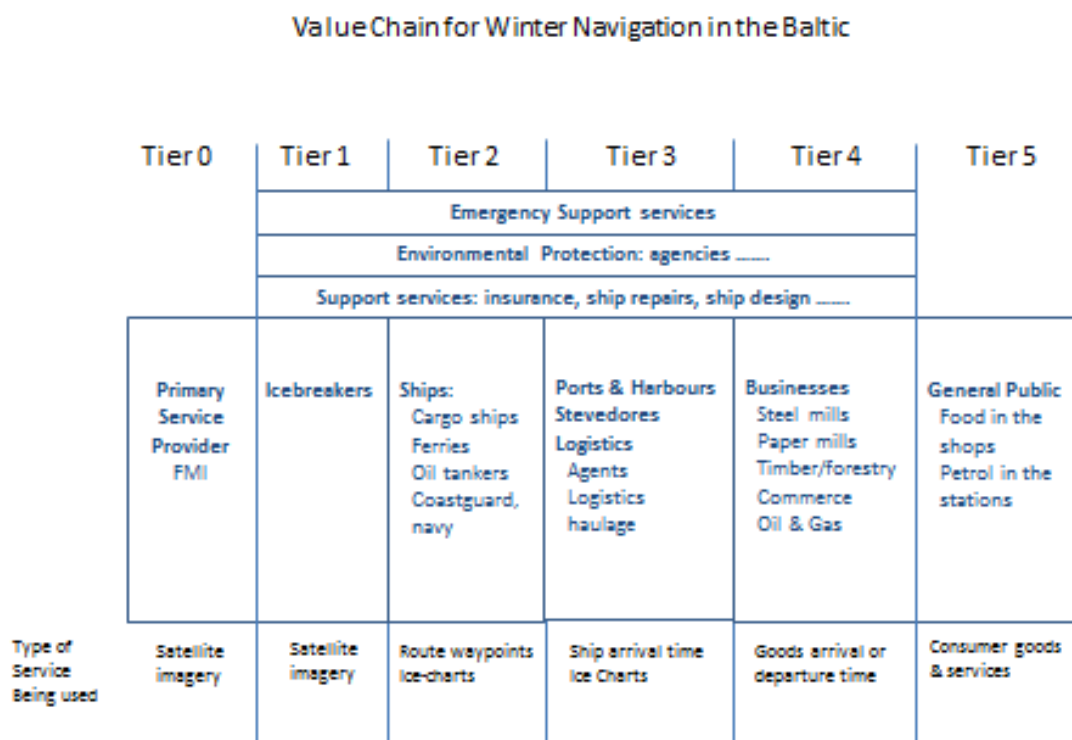 Value Chain for Winter Navigation in the Baltic
Tier 0
Tier 1
Tier 2
Tier 3
Tier 4
Tier 5
Emergency Support services
Environmental Protection: agencies .......
Support services: insurance, ship repairs, ship design .......
Primary
Service
Provider
FMI
Icebreakers
Ships:
Cargo ships
Ferries
Oil tankers
Coastguard,
navy
Ports & Harbours
Stevedores
Logistics
Agents
Logistics
haulage
Businesses
Steel mills
Paper mills
Timber/forestry
Commerce
Oil & Gas
General Public
Food in the
shops
Petrol in the
stations
Type of
Service
Being used
Satellite
imagery
Satellite
imagery
Route waypoints
Ice-charts
Ship arrival time
Ice Charts
Goods arrival or
departure time
Consumer goods
& services